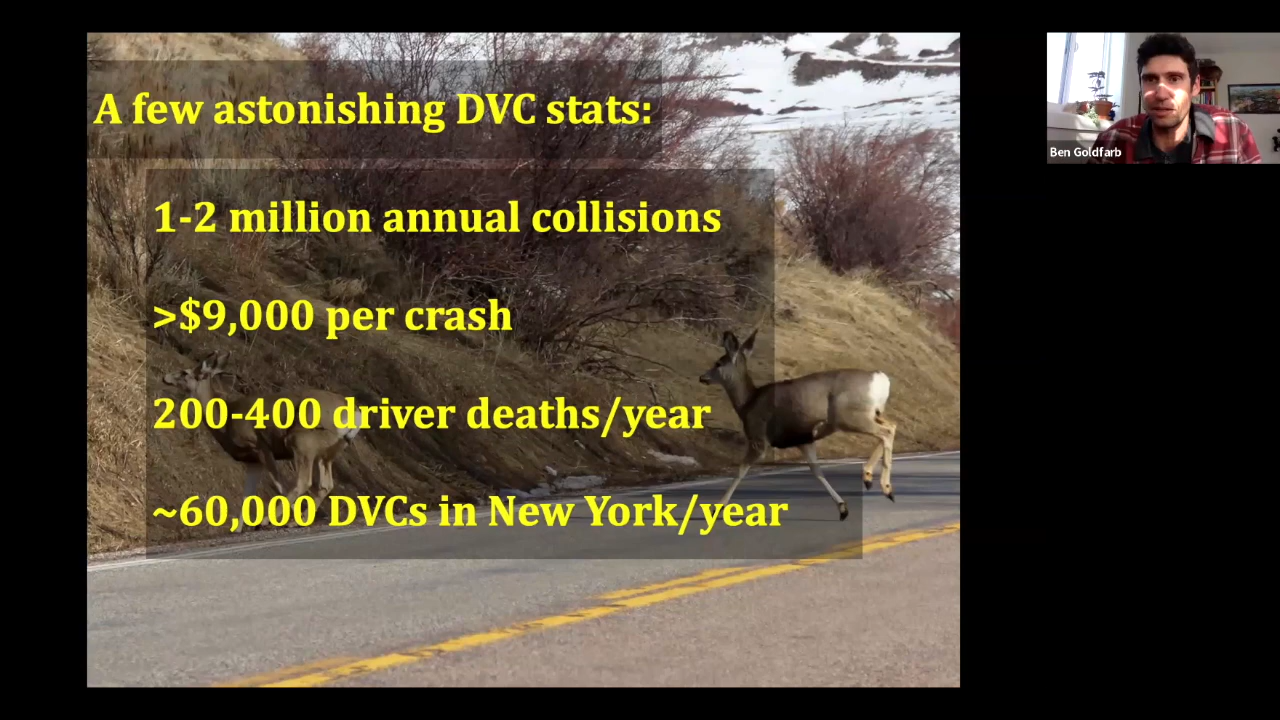 A few astonishing DVC stats:
1-2 million annual collisions
>$9,000 per crash
200-400 driver deaths/year
~60,000 DVCs in New York/year
Ben Goldfarb